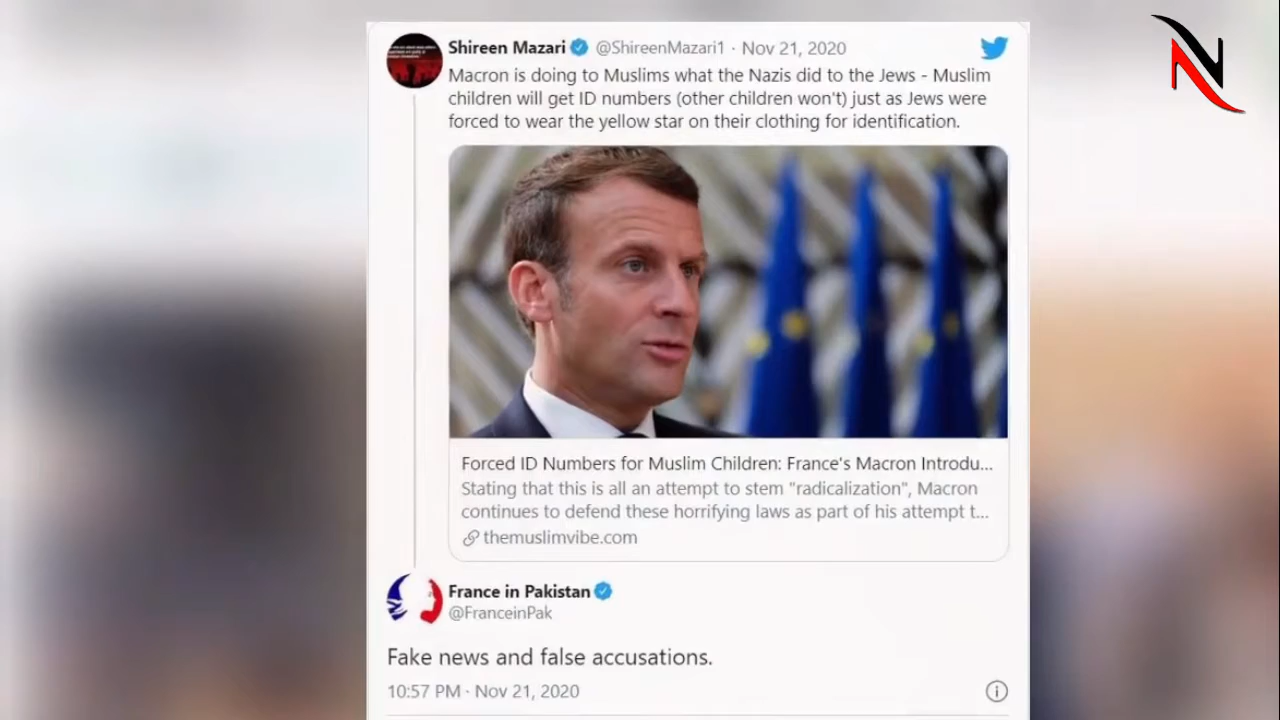 Shireen Mazari @ShireenMazari1 · Nov 21, 2020
Macron is doing to Muslims what the Nazis did to the Jews - Muslim
children will get ID numbers (other children won't) just as Jews were
forced to wear the yellow star on their clothing for identification.
Forced ID Numbers for Muslim Children: France's Macron Introdu...
Stating that this is all an attempt to stem "radicalization", Macron
continues to defend these horrifying laws as part of his attempt t...
themuslimvibe.com
France in Pakistan
@FranceinPak
Fake news and false accusations.
10:57 PM · Nov 21, 2020